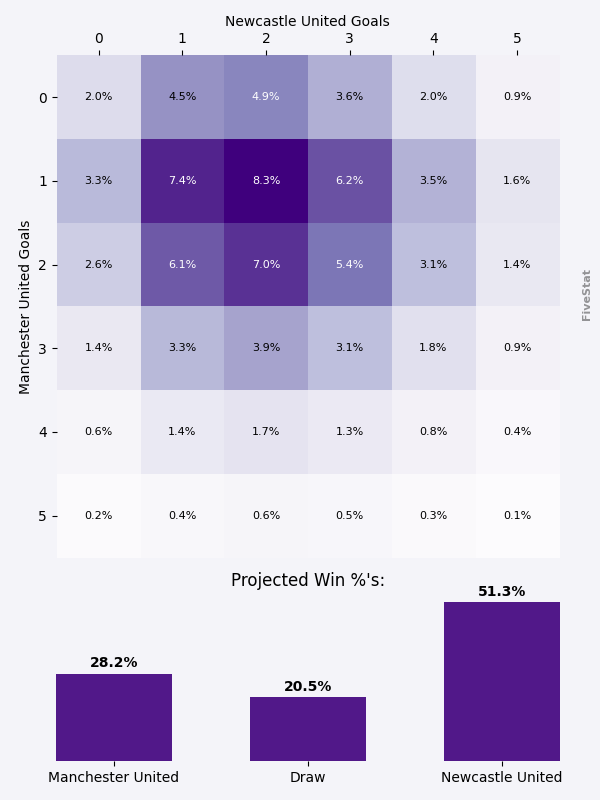 Newcastle United Goals
0 1 2 3 4 5
Manchester United Goals
0 2.0% 4.5% 4.9% 3.6% 2.0% 0.9%
1 3.3% 7.4% 8.3% 6.2% 3.5% 1.6%
2 2.6% 6.1% 7.0% 5.4% 3.1% 1.4%
3 1.4% 3.3% 3.9% 3.1% 1.8% 0.9%
4 0.6% 1.4% 1.7% 1.3% 0.8% 0.4%
5 0.2% 0.4% 0.6% 0.5% 0.3% 0.1%
FiveStat
Projected Win %'s:
28.2% 20.5% 51.3%
Manchester United Draw Newcastle United